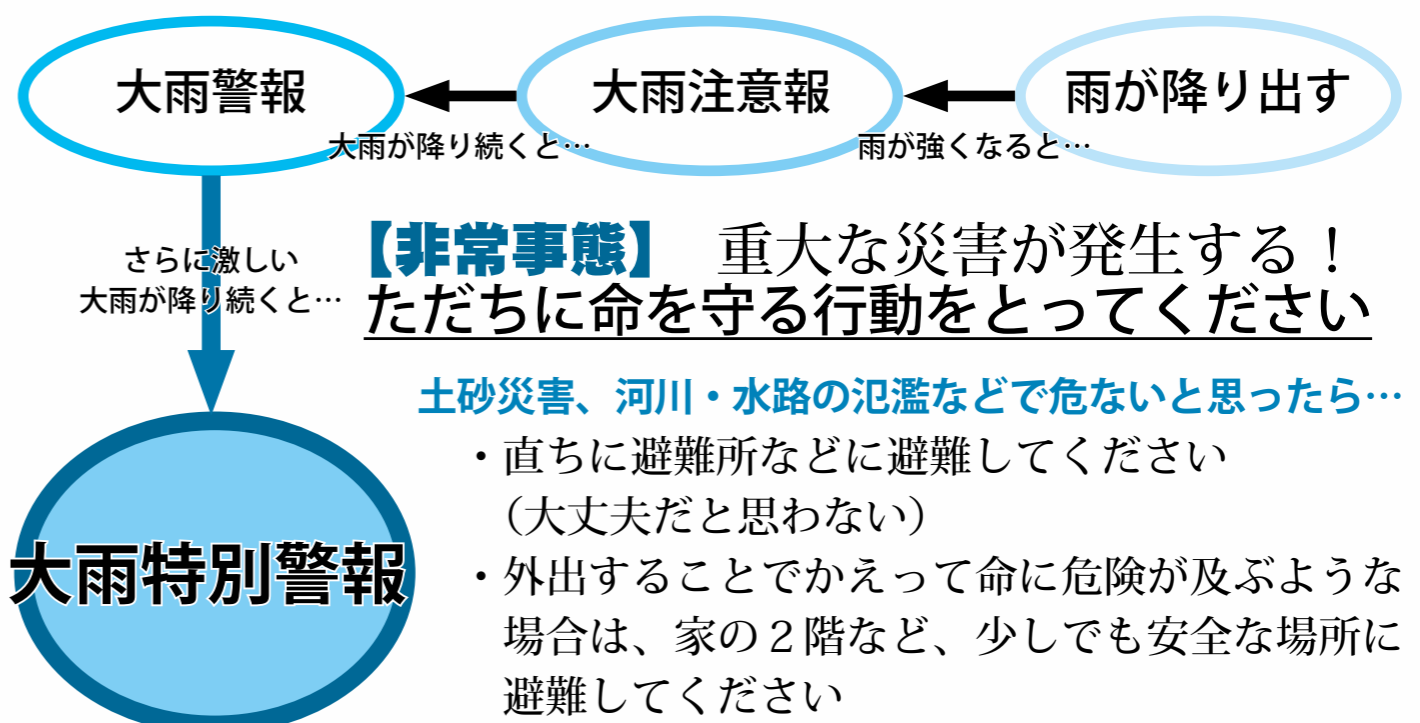 雨が降り出す
雨が強くなると…
大雨注意報
大雨が降り続くと…
大雨警報
さらに激しい
大雨が降り続くと…
大雨特別警報
【非常事態】　重大な災害が発生する！
ただちに命を守る行動をとってください
土砂災害、河川・水路の氾濫などで危ないと思ったら…
・直ちに避難所などに避難してください
（大丈夫だと思わない）
・外出することでかえって命に危険が及ぶような
場合は、家の２階など、少しでも安全な場所に
避難してください